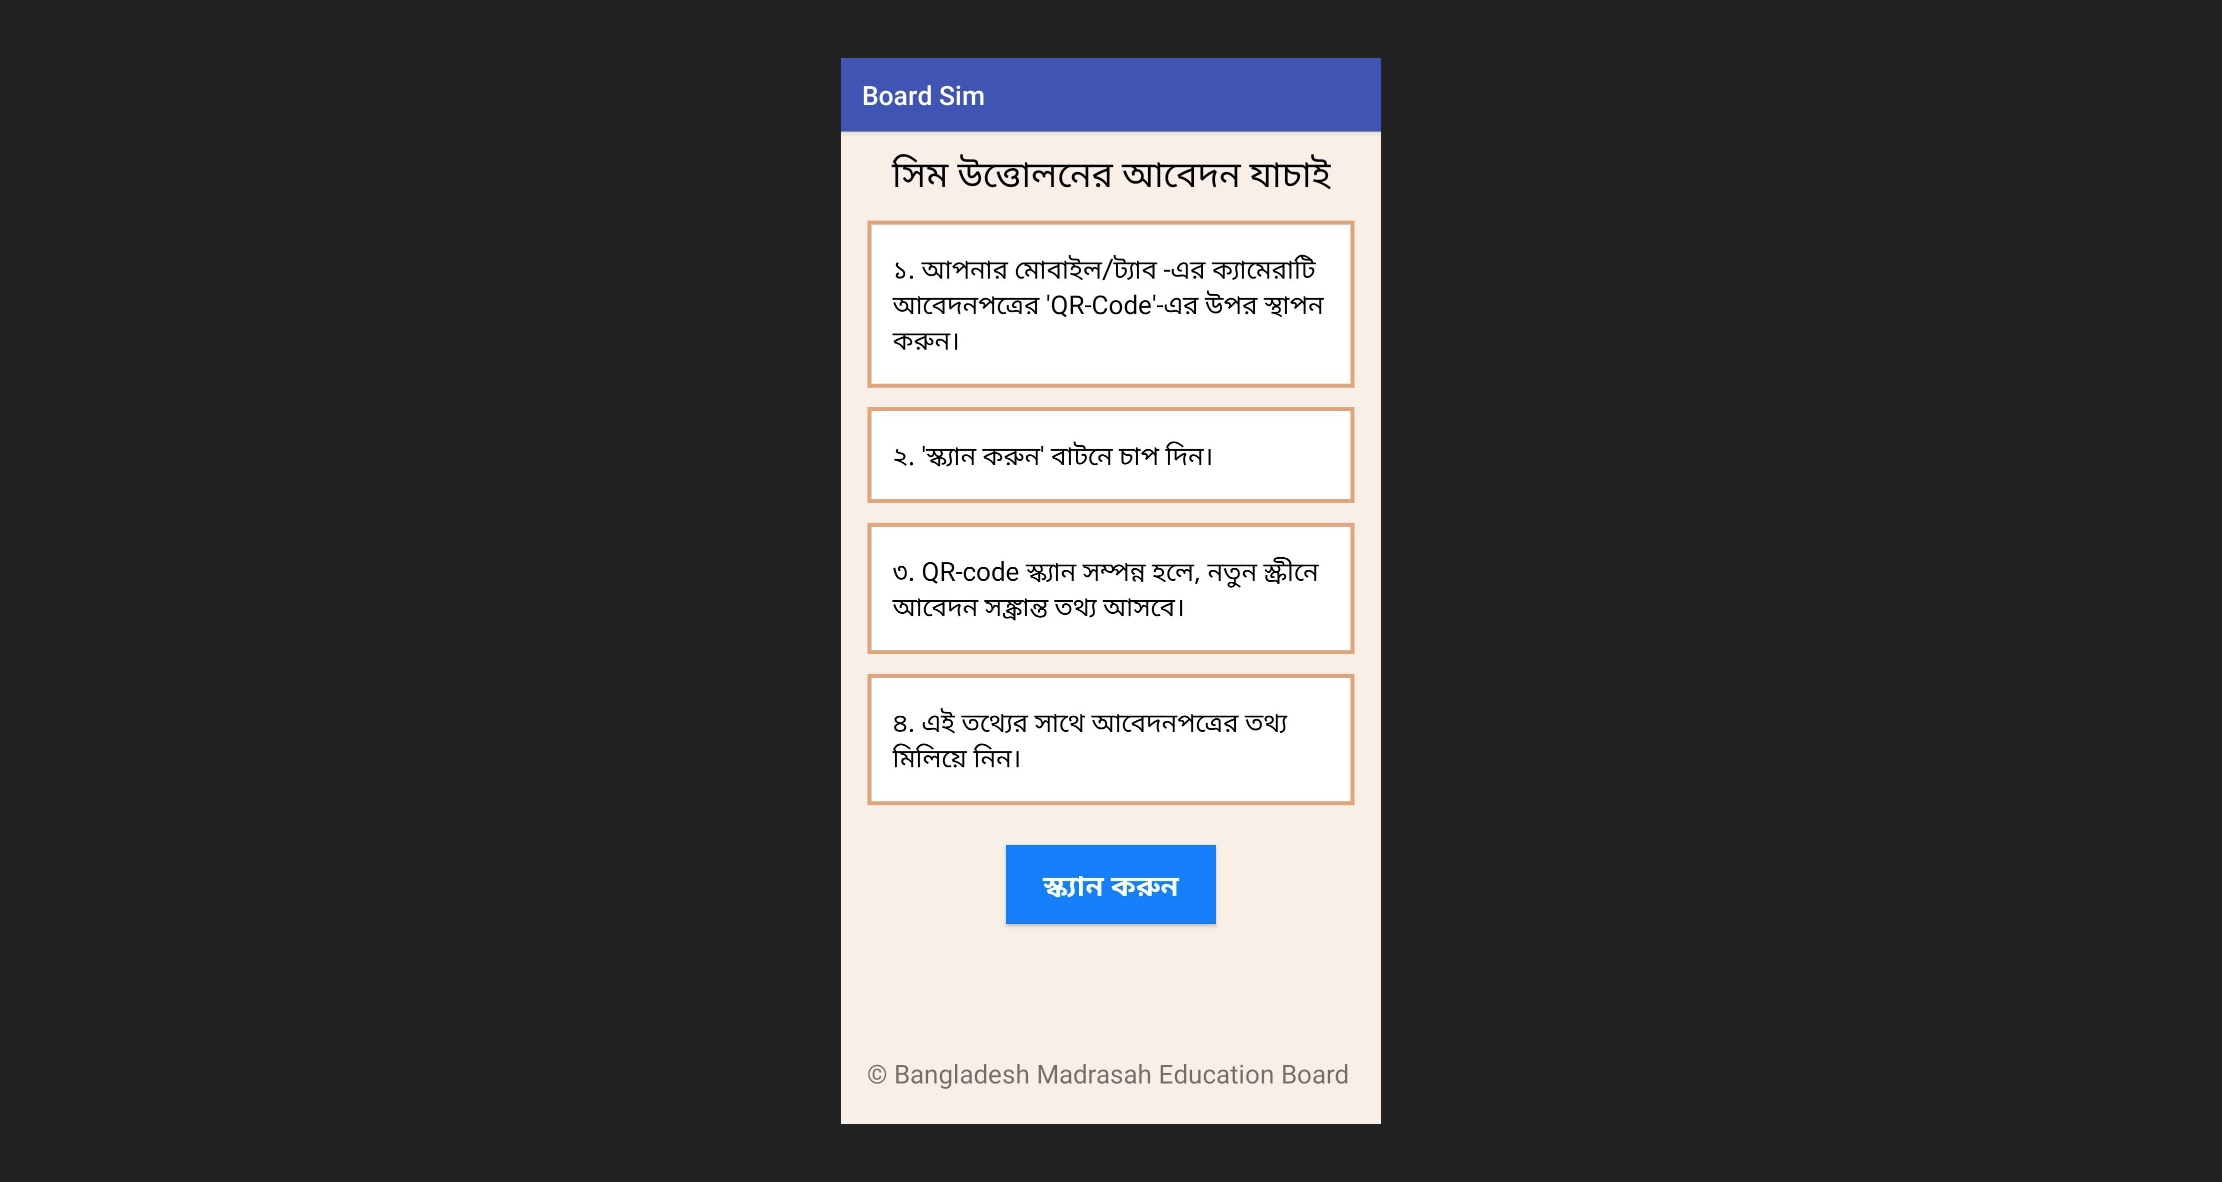 Board Sim
সিম উত্তোলনের আবেদন যাচাই
১. আপনার মোবাইল/ট্যাব -এর ক্যামেরাটি
আবেদনপত্রের 'QR-Code'-এর উপর স্থাপন
করুন।
২. 'স্ক্যান করুন' বাটনে চাপ দিন।
৩. QR-code স্ক্যান সম্পন্ন হলে, নতুন স্ক্রীনে
আবেদন সঙ্ক্রান্ত তথ্য আসবে।
৪. এই তথ্যের সাথে আবেদনপত্রের তথ্য
মিলিয়ে নিন।
স্ক্যান করুন
© Bangladesh Madrasah Education Board